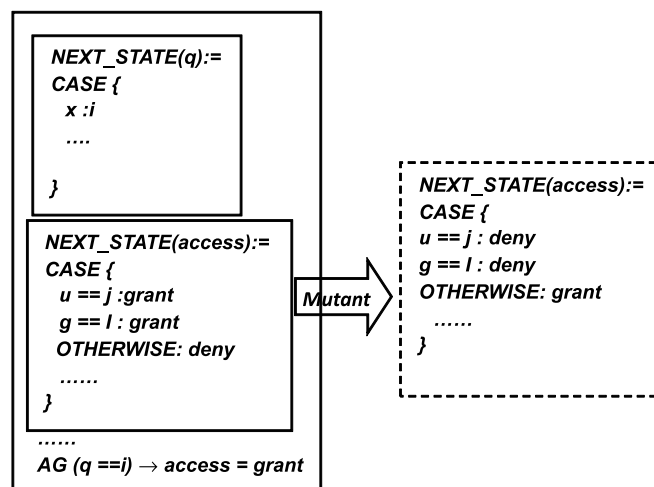 NEXT_STATE(q):=
CASE {
x :i
....
}
NEXT_STATE(access):=
CASE {
u == j :grant
g == l : grant
OTHERWISE: deny
......
}
......
AG (q ==i) → access = grant
Mutant
NEXT_STATE(access):=
CASE {
u == j : deny
g == l : deny
OTHERWISE: grant
......
}